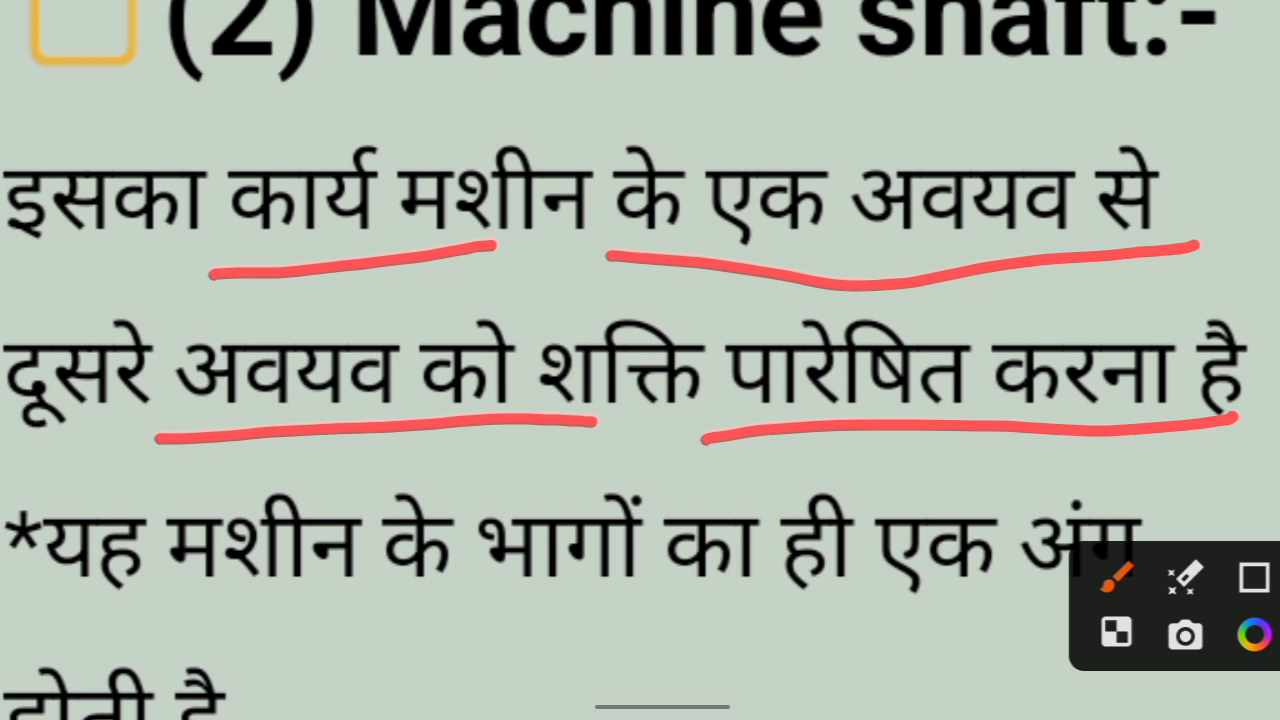 (2) Machine shaft:-
इसका कार्य मशीन के एक अवयव से
दूसरे अवयव को शक्ति पारेषित करना है
*यह मशीन के भागों का ही एक अंग
होती है